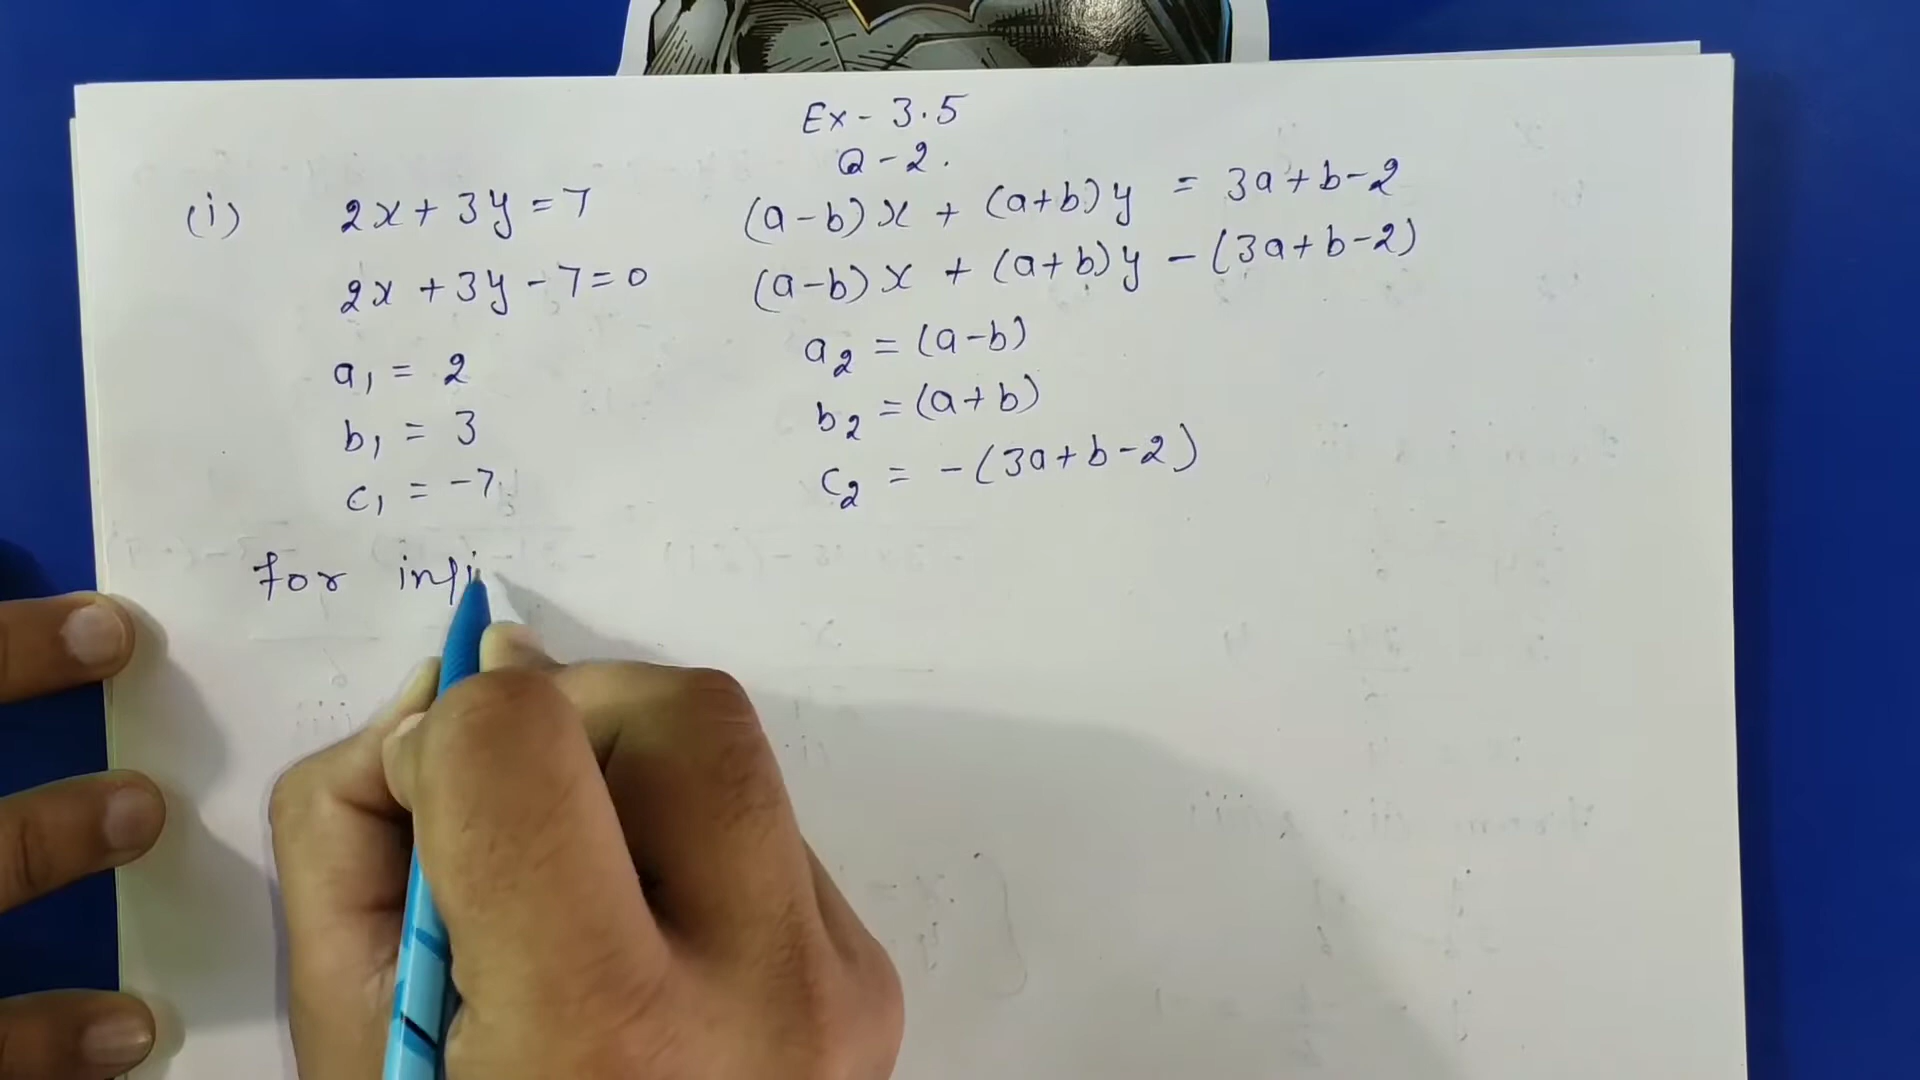 Ex - 3.5
Q - 2.
(i) 2x + 3y = 7 (a-b)x + (a+b)y = 3a+b-2
2x + 3y - 7 = 0 (a-b)x + (a+b)y - (3a+b-2)
a₁ = 2 a₂ = (a-b)
b₁ = 3 b₂ = (a+b)
c₁ = -7 c₂ = -(3a+b-2)
For infi